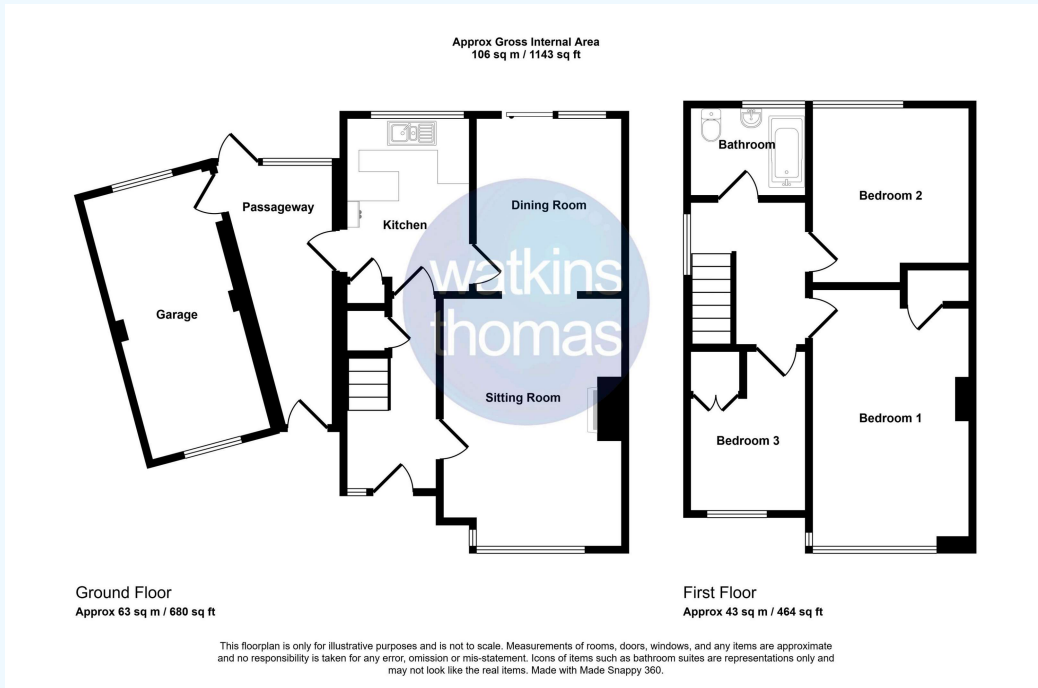 Approx Gross Internal Area
106 sq m / 1143 sq ft
Passageway
Garage
Kitchen
Dining Room
watkins
thomas
Sitting Room
Bathroom
Bedroom 2
Bedroom 3
Bedroom 1
Ground Floor
Approx 63 sq m / 680 sq ft
First Floor
Approx 43 sq m / 464 sq ft
This floorplan is only for illustrative purposes and is not to scale. Measurements of rooms, doors, windows, and any items are approximate
and no responsibility is taken for any error, omission or mis-statement. Icons of items such as bathroom suites are representations only and
may not look like the real items. Made with Made Snappy 360.